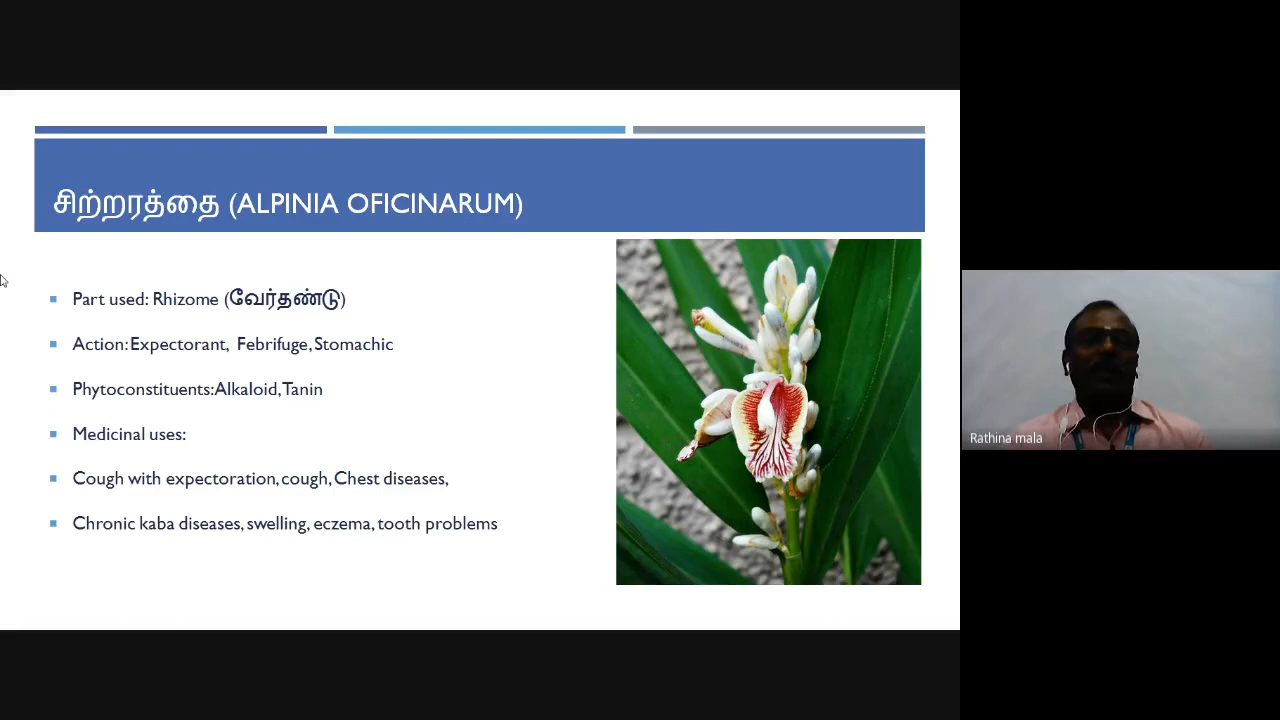 சிற்றரத்தை (ALPINIA OFICINARUM)
Part used: Rhizome (வேர்தண்டு)
Action: Expectorant, Febrifuge, Stomachic
Phytoconstituents: Alkaloid, Tanin
Medicinal uses:
Cough with expectoration, cough, Chest diseases,
Chronic kaba diseases, swelling, eczema, tooth problems
Rathina mala